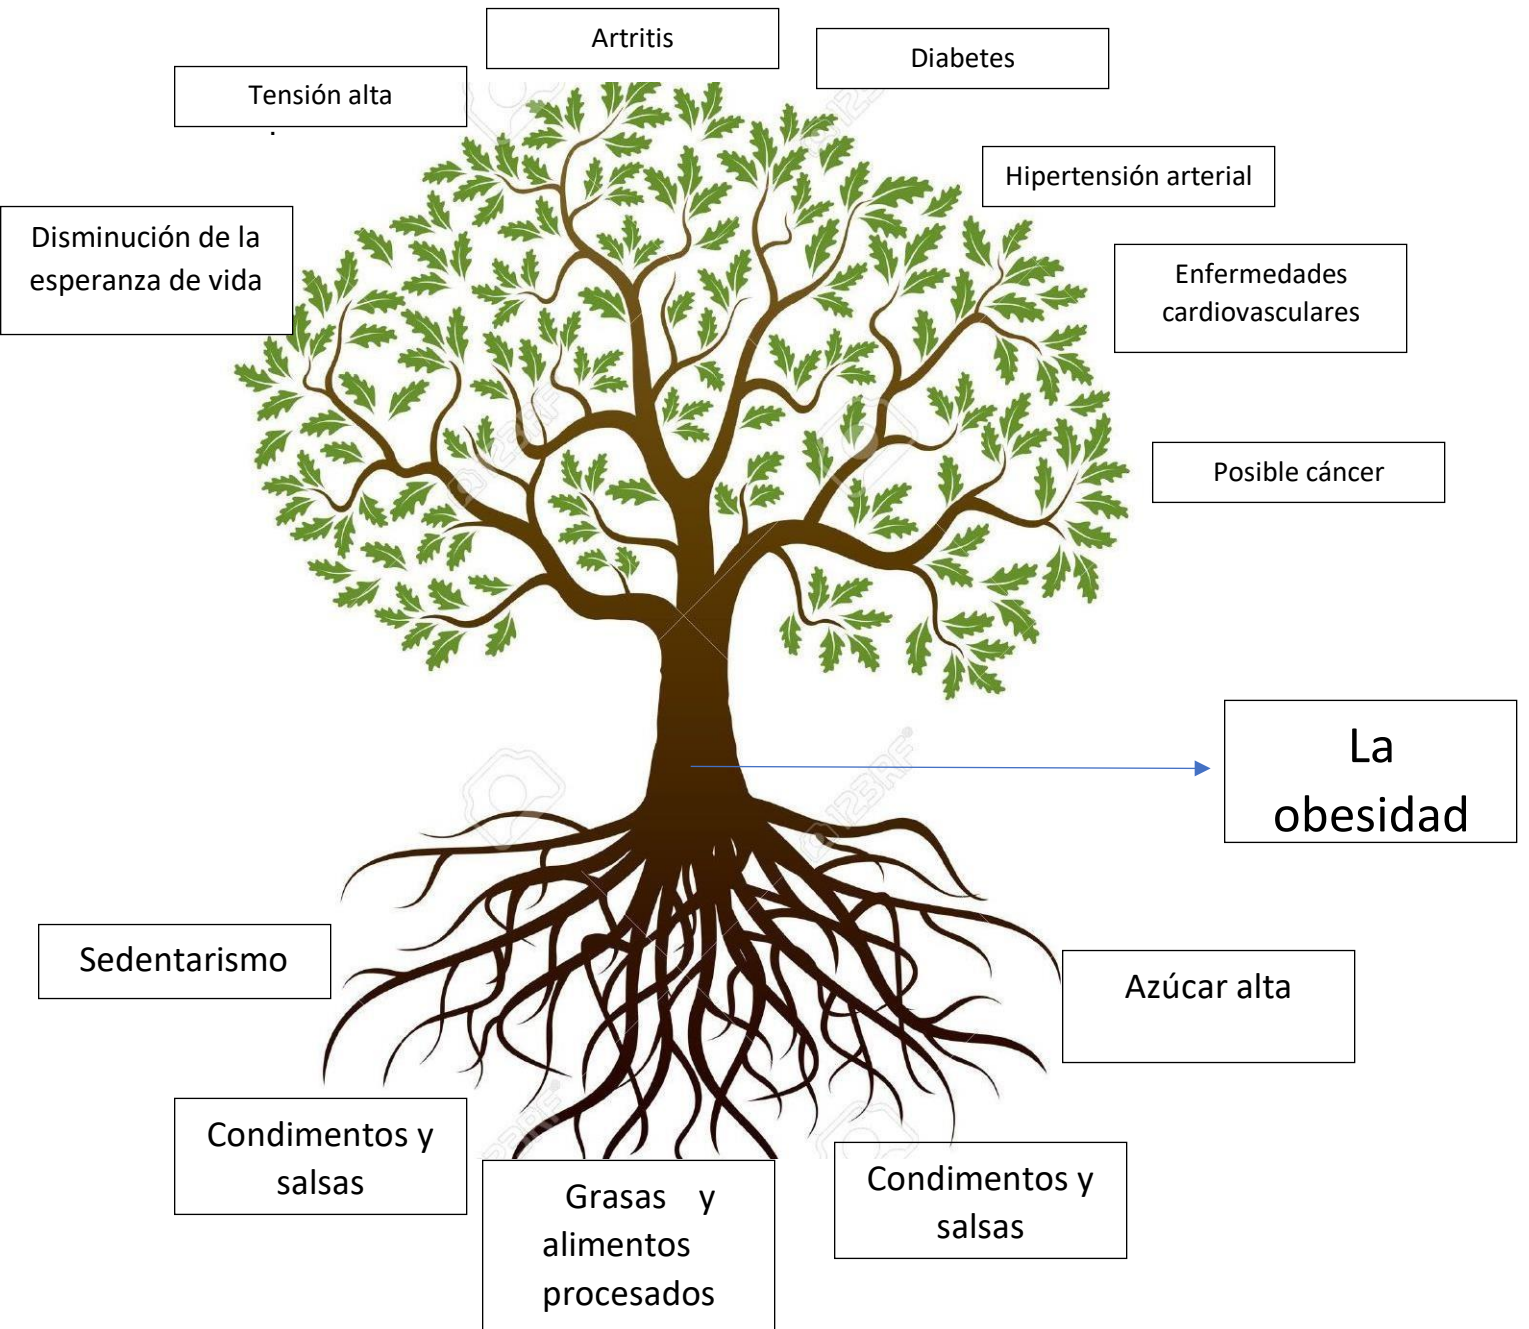 Artritis
Diabetes
Tensión alta
Hipertensión arterial
Disminución de la
esperanza de vida
Enfermedades
cardiovasculares
Posible cáncer
La
obesidad
Sedentarismo
Azúcar alta
Condimentos y
salsas
Grasas y
alimentos
procesados
Condimentos y
salsas
@123RF®